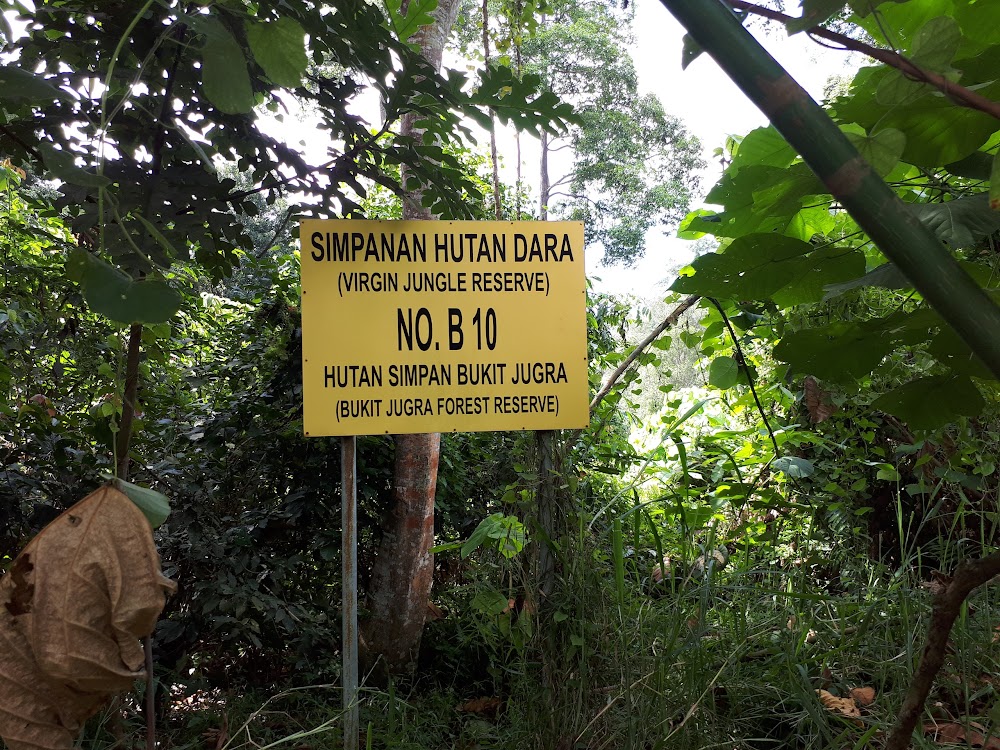 SIMPANAN HUTAN DARA
(VIRGIN JUNGLE RESERVE)
NO. B 10
HUTAN SIMPAN BUKIT JUGRA
(BUKIT JUGRA FOREST RESERVE)